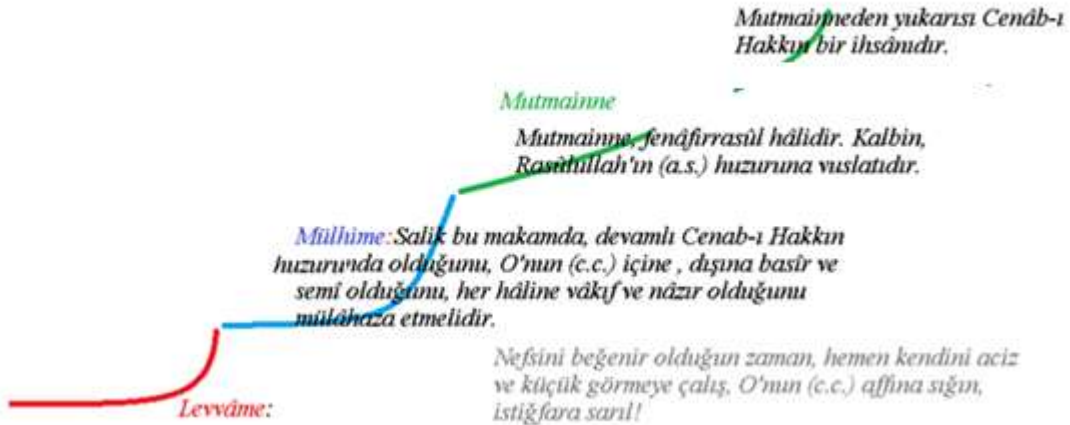 Mutmainneden yukarısı Cenâb-ı
Hakkın bir ihsânıdır.
Mutmainne
Mutmainne, fenâfirrasûl hâlidir. Kalbin,
Rasûlullah'ın (a.s.) huzuruna vuslatıdır.
Mülhime:Salik bu makamda, devamlı Cenab-ı Hakkın
huzurunda olduğunu, O'nun (c.c.) içine , dışına basîr ve
semî olduğunu, her hâline vâkıf ve nâzır olduğunu
mülâhaza etmelidir.
Nefsini beğenir olduğun zaman, hemen kendini aciz
ve küçük görmeye çalış, O'nun (c.c.) affına sığın,
istiğfara sarıl!
Levvâme: